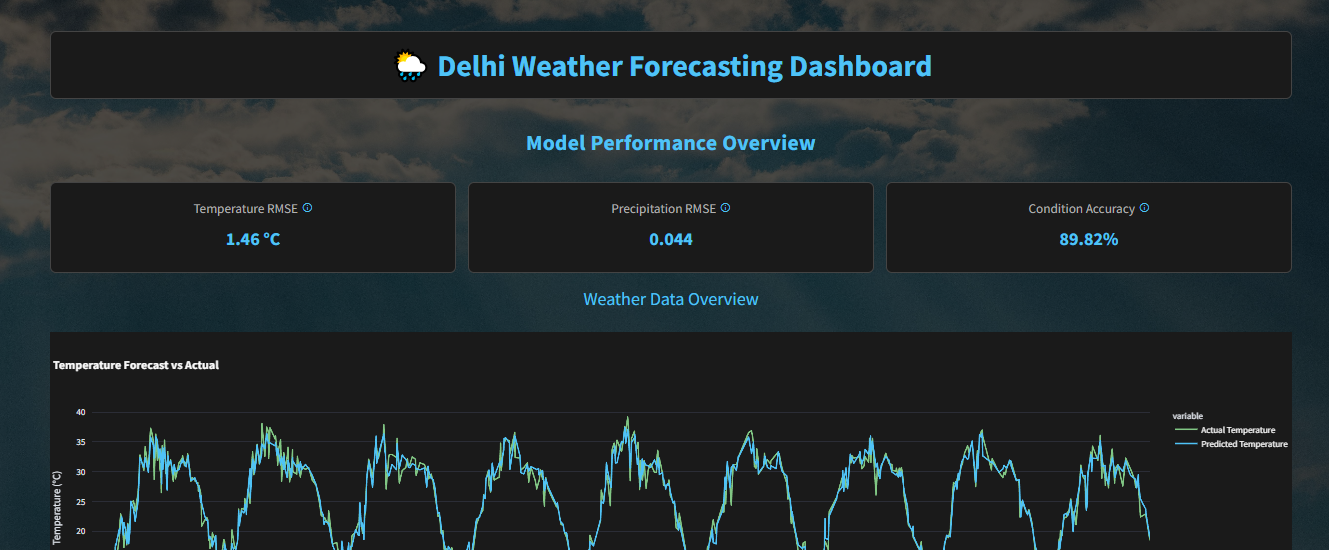 Delhi Weather Forecasting Dashboard
Model Performance Overview
Temperature RMSE
1.46 °C
Precipitation RMSE
0.044
Condition Accuracy
89.82%
Weather Data Overview
Temperature Forecast vs Actual
40
35
30
25
20
Temperature (°C)
variable
Actual Temperature
Predicted Temperature